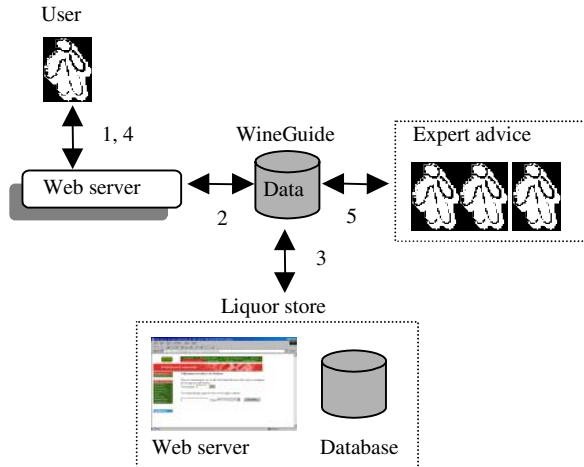 User
1, 4
WineGuide
Expert advice
Web server
Data
2
5
3
Liquor store
Web server
Database